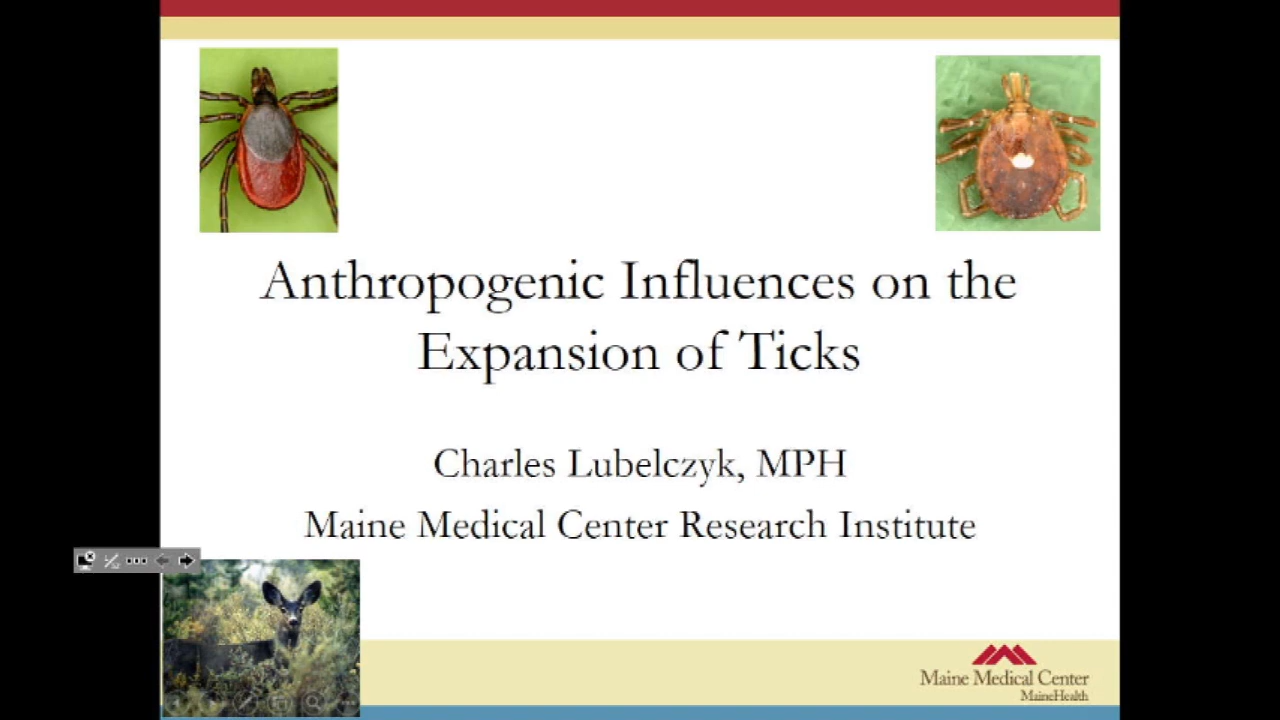 Anthropogenic Influences on the
Expansion of Ticks
Charles Lubelczyk, MPH
Maine Medical Center Research Institute
Maine Medical Center
MaineHealth